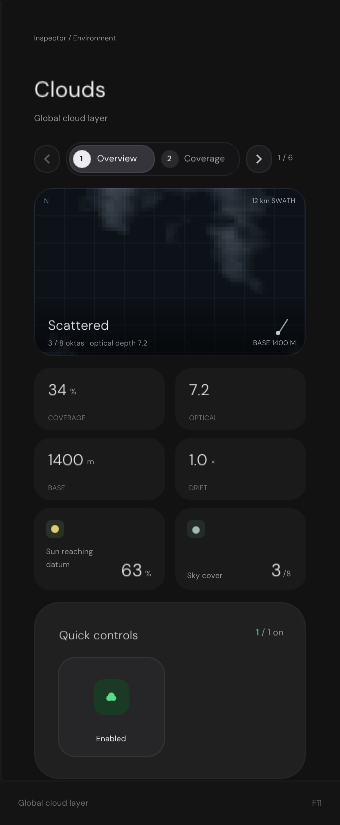 Inspector / Environment
Clouds
Global cloud layer
1 Overview 2 Coverage 1 / 6
N 12 km SWATH
Scattered
3 / 8 oktas · optical depth 7.2 BASE 1400 M
34 % 7.2
COVERAGE OPTICAL
1400 m 1.0 ×
BASE DRIFT
Sun reaching
datum 63 % Sky cover 3 /8
Quick controls 1 / 1 on
Enabled
Global cloud layer F11